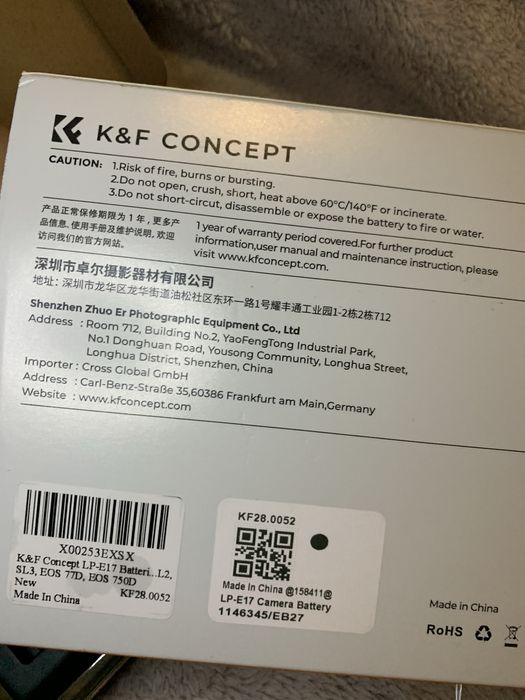 K&F CONCEPT
CAUTION: 1.Risk of fire, burns or bursting.
2.Do not open, crush, short, heat above 60°C/140°F or incinerate.
3.Do not short-circut, disassemble or expose the battery to fire or water.
产品正常保修期限为 1 年，更多产
品信息、使用手册及维护说明，欢迎
访问我们的官方网站。
1 year of warranty period covered.For further product
information,user manual and maintenance instruction, please
visit www.kfconcept.com.
深圳市卓尔摄影器材有限公司
地址：深圳市龙华区龙华街道油松社区东环一路1号耀丰通工业园1-2栋2栋712
Shenzhen Zhuo Er Photographic Equipment Co., Ltd
Address : Room 712, Building No.2, YaoFengTong Industrial Park,
No.1 Donghuan Road, Yousong Community, Longhua Street,
Longhua District, Shenzhen, China
Importer : Cross Global GmbH
Address : Carl-Benz-Straße 35,60386 Frankfurt am Main,Germany
Website : www.kfconcept.com
X00253EXSX
K&F Concept LP-E17 Batteri...L2,
SL3, EOS 77D, EOS 750D
New
Made In China KF28.0052
KF28.0052
Made In China @158411@
LP-E17 Camera Battery
1146345/EB27
Made in China
RoHS